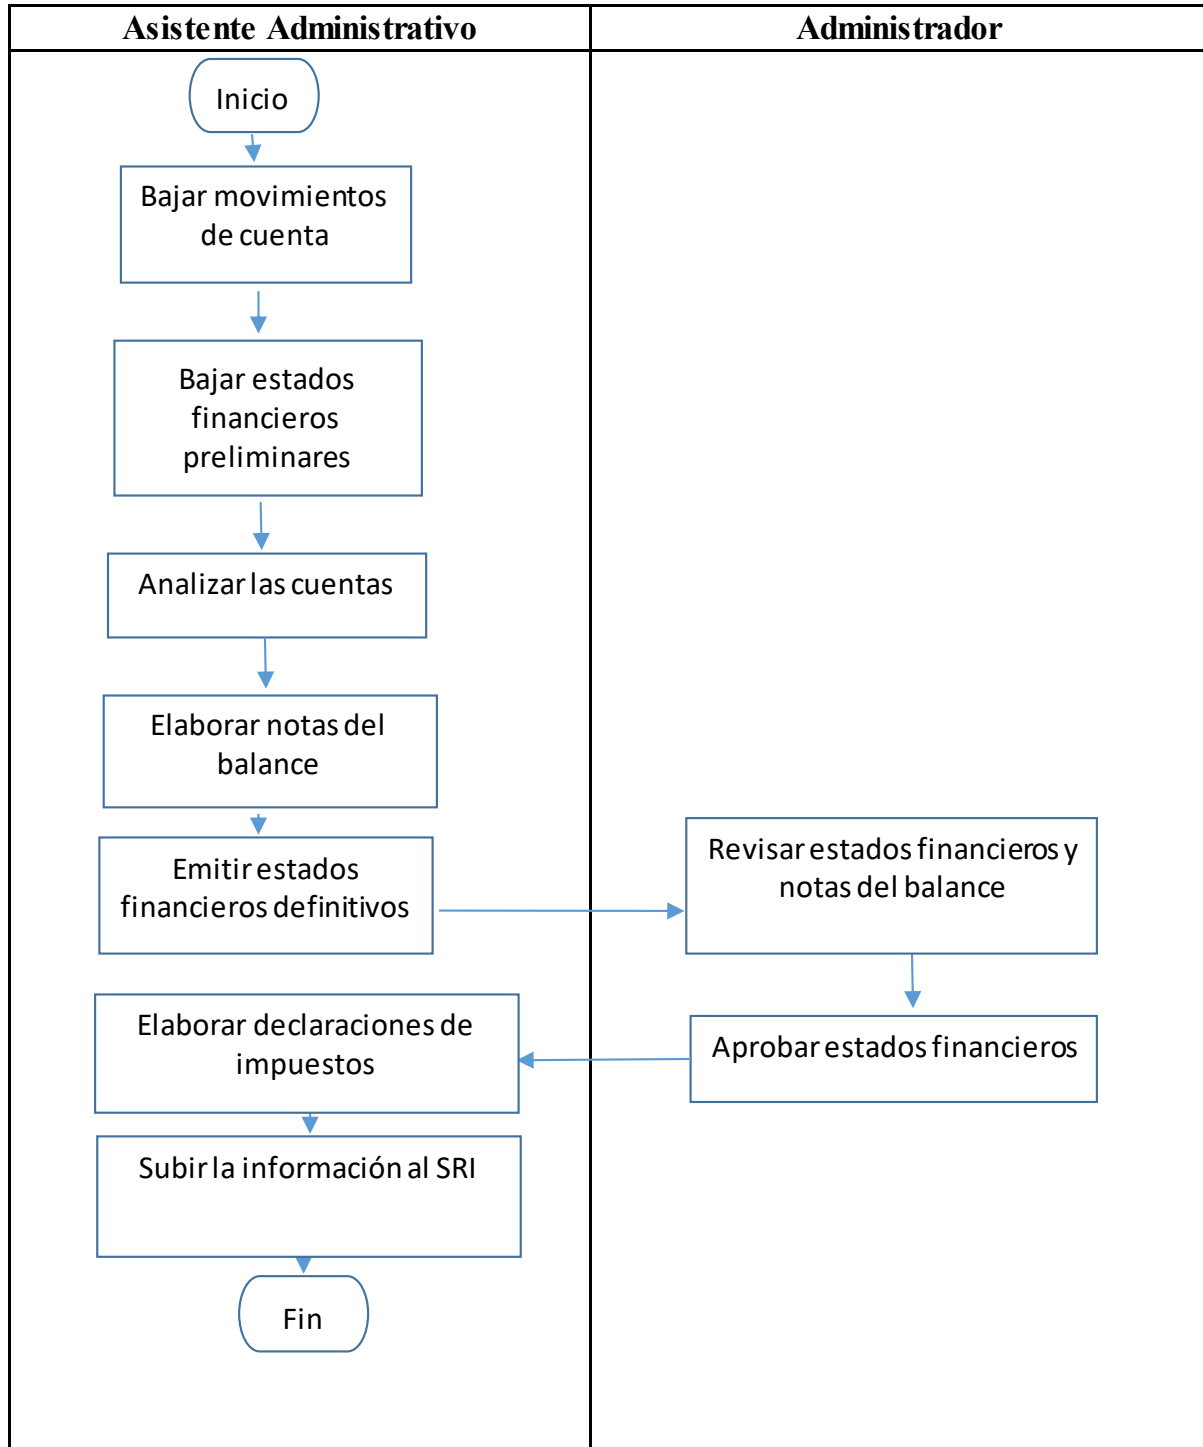 Asistente Administrativo
Administrador
Inicio
Bajar movimientos
de cuenta
Bajar estados
financieros
preliminares
Analizar las cuentas
Elaborar notas del
balance
Emitir estados
financieros definitivos
Revisar estados financieros y
notas del balance
Aprobar estados financieros
Elaborar declaraciones de
impuestos
Subir la información al SRI
Fin